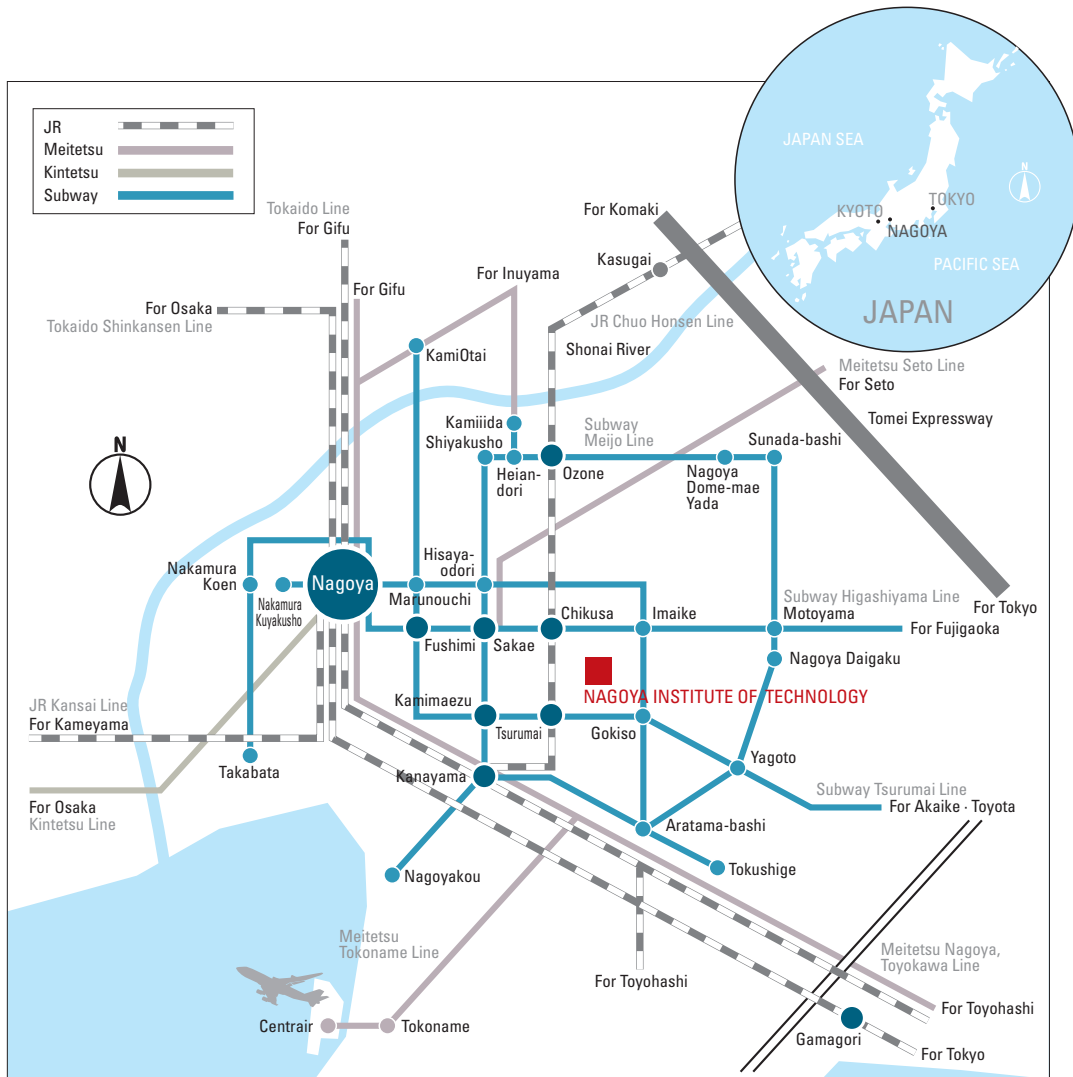 JAPAN SEA
N
TOKYO
KYOTO
NAGOYA
PACIFIC SEA
JAPAN
JR
Meitetsu
Kintetsu
Subway
Tokaido Line
For Gifu
For Komaki
Kasugai
For Inuyama
For Gifu
For Osaka
Tokaido Shinkansen Line
JR Chuo Honsen Line
Shonai River
KamiOtai
Meitetsu Seto Line
For Seto
Tomei Expressway
Kamiiida
Shiyakusho
Subway
Meijo Line
Sunada-bashi
N
Heian-
dori
Ozone
Nagoya
Dome-mae
Yada
Hisaya-
odori
Nakamura
Koen
Nagoya
Nakamura
Kuyakusho
Marunouchi
Subway Higashiyama Line
For Tokyo
Chikusa
Imaike
Motoyama
For Fujigaoka
Fushimi
Sakae
Nagoya Daigaku
NAGOYA INSTITUTE OF TECHNOLOGY
Kamimaezu
JR Kansai Line
For Kameyama
Tsurumai
Gokiso
Takabata
Kanayama
Yagoto
Subway Tsurumai Line
For Akaike · Toyota
For Osaka
Kintetsu Line
Aratama-bashi
Nagoyakou
Tokushige
Meitetsu
Tokoname Line
Meitetsu Nagoya,
Toyokawa Line
For Toyohashi
For Toyohashi
Centrair
Tokoname
Gamagori
For Tokyo